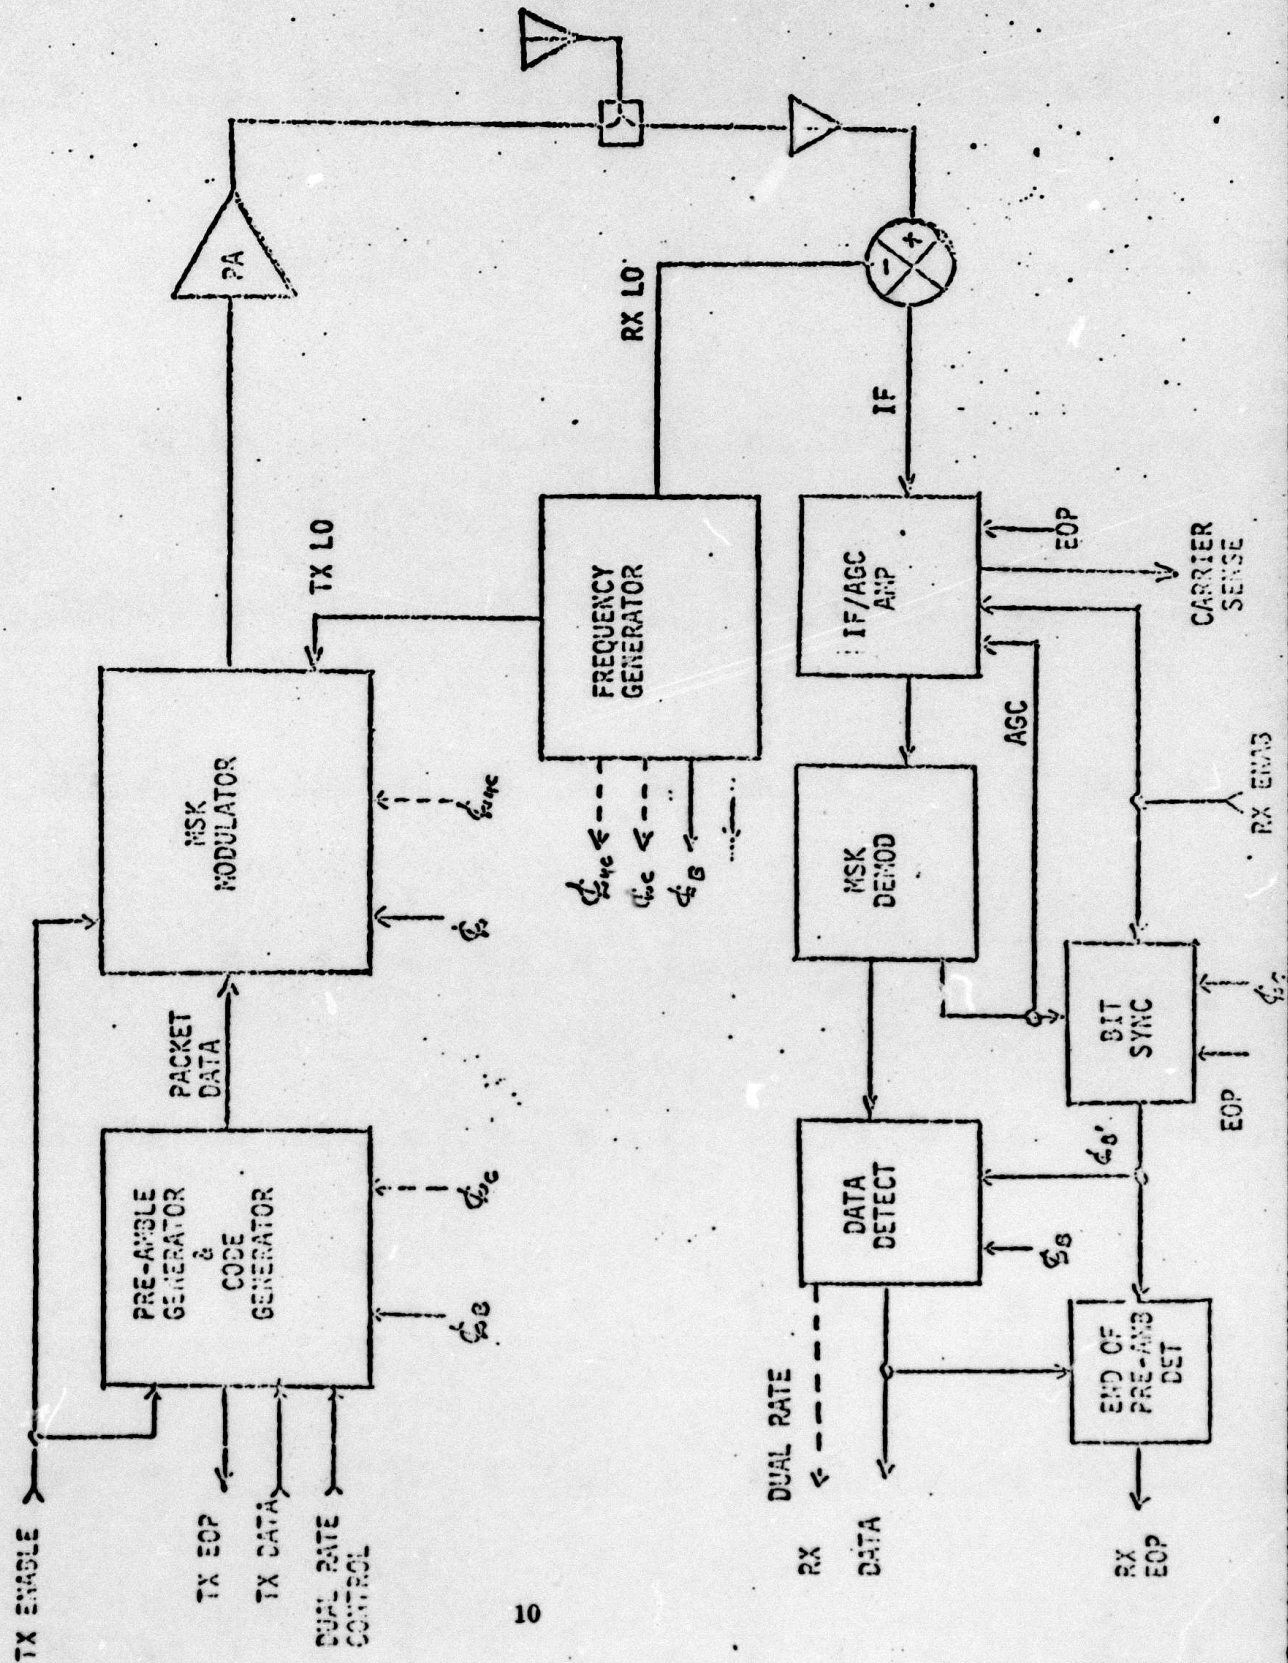 TX ENABLE
TX EOP
TX DATA
DUAL RATE
CONTROL
PRE-AMBLE
GENERATOR
&
CODE
GENERATOR
PACKET
DATA
MSK
MODULATOR
TX LO
PA
FREQUENCY
GENERATOR
RX LO
- +
IF
IF/AGC
AMP
EOP
CARRIER
SENSE
AGC
MSK
DEMOD
RX ENAB
BIT
SYNC
EOP
DATA
DETECT
END OF
PRE-AMB
DET
DUAL RATE
RX
DATA
RX
EOP
10